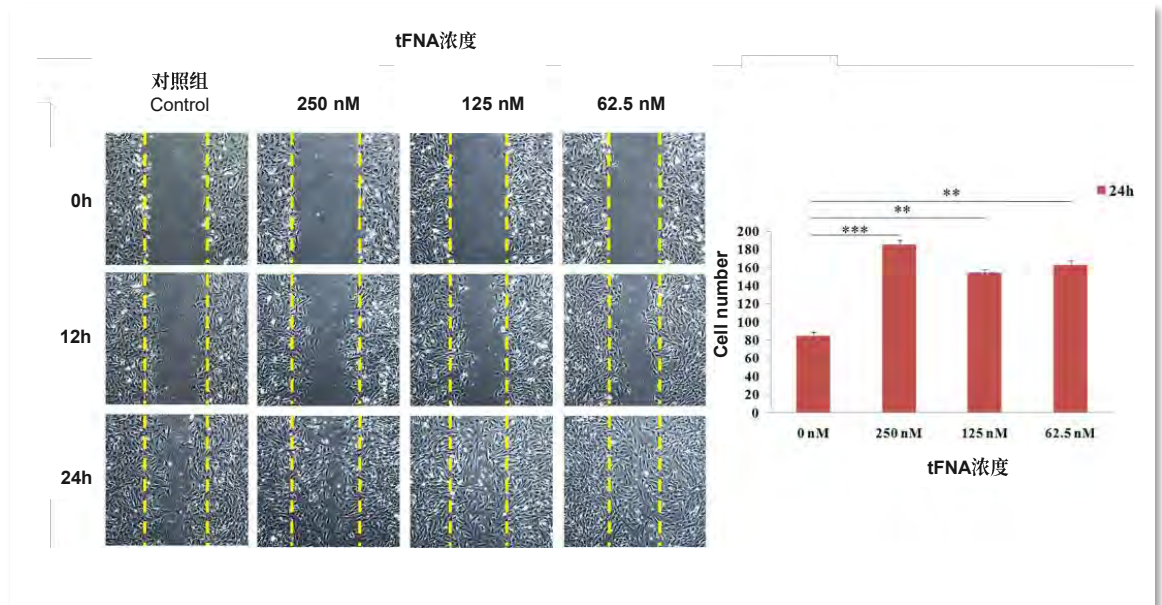 tFNA浓度
对照组
Control
250 nM
125 nM
62.5 nM
0h
12h
24h
**
24h
**
***
200
180
160
140
120
100
80
60
40
20
0
Cell number
0 nM
250 nM
125 nM
62.5 nM
tFNA浓度